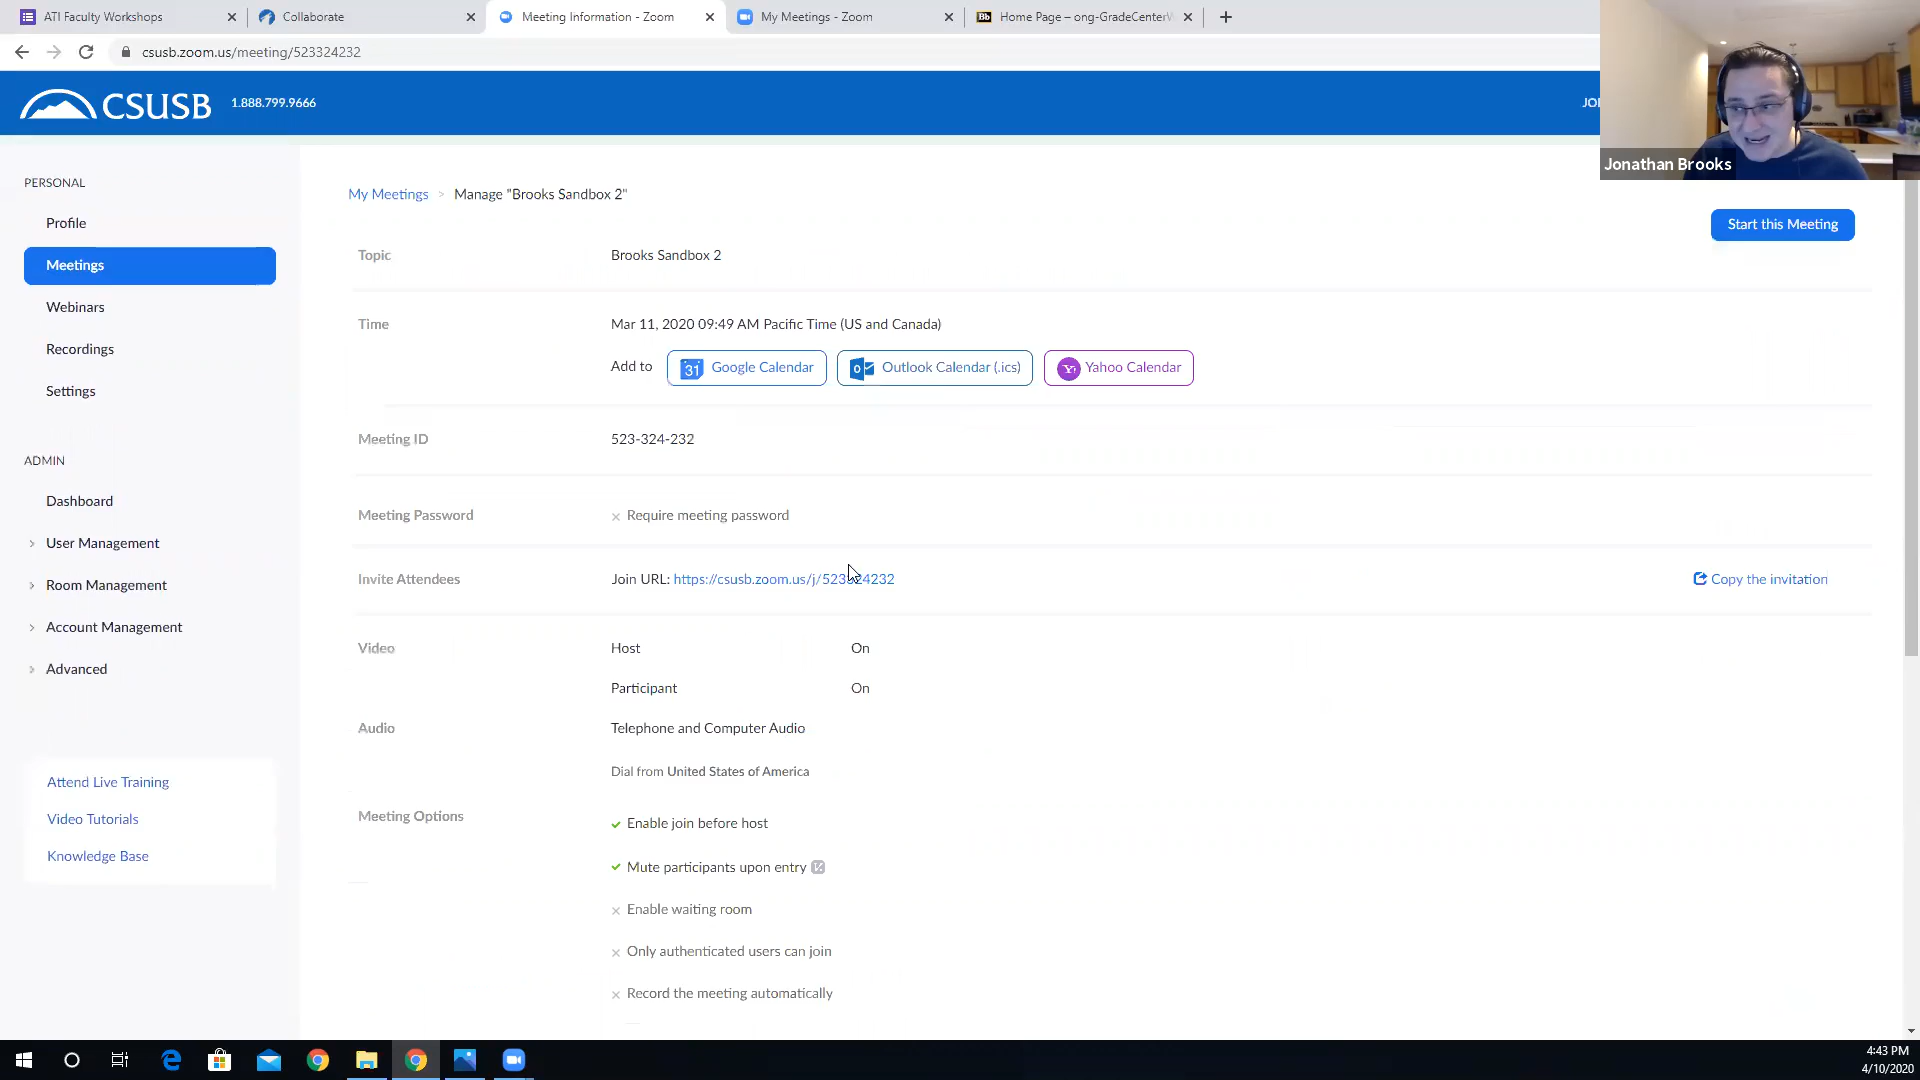 ATI Faculty Workshops
Collaborate
Meeting Information - Zoom
My Meetings - Zoom
Home Page – ong-GradeCenterW
csusb.zoom.us/meeting/523324232
CSUSB
1.888.799.9666
Jonathan Brooks
PERSONAL
Profile
Meetings
Webinars
Recordings
Settings
ADMIN
Dashboard
User Management
Room Management
Account Management
Advanced
Attend Live Training
Video Tutorials
Knowledge Base
My Meetings > Manage "Brooks Sandbox 2"
Start this Meeting
Topic Brooks Sandbox 2
Time Mar 11, 2020 09:49 AM Pacific Time (US and Canada)
Add to 31 Google Calendar Outlook Calendar (.ics) Yahoo Calendar
Meeting ID 523-324-232
Meeting Password Require meeting password
Invite Attendees Join URL: https://csusb.zoom.us/j/523324232 Copy the invitation
Video Host On
Participant On
Audio Telephone and Computer Audio
Dial from United States of America
Meeting Options Enable join before host
Mute participants upon entry
Enable waiting room
Only authenticated users can join
Record the meeting automatically
4:43 PM
4/10/2020